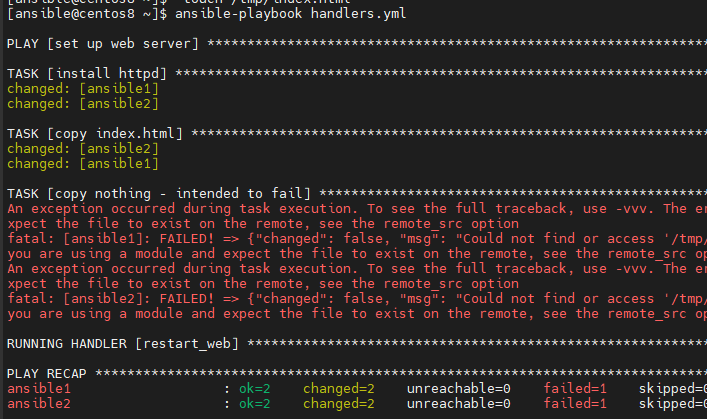 [ansible@centos8 ~]$ touch /tmp/index.html
[ansible@centos8 ~]$ ansible-playbook handlers.yml
PLAY [set up web server] ****************************************************************
TASK [install httpd] ********************************************************************
changed: [ansible1]
changed: [ansible2]
TASK [copy index.html] ******************************************************************
changed: [ansible2]
changed: [ansible1]
TASK [copy nothing - intended to fail] **************************************************
An exception occurred during task execution. To see the full traceback, use -vvv. The er
xpect the file to exist on the remote, see the remote_src option
fatal: [ansible1]: FAILED! => {"changed": false, "msg": "Could not find or access '/tmp/
you are using a module and expect the file to exist on the remote, see the remote_src op
An exception occurred during task execution. To see the full traceback, use -vvv. The er
xpect the file to exist on the remote, see the remote_src option
fatal: [ansible2]: FAILED! => {"changed": false, "msg": "Could not find or access '/tmp/
you are using a module and expect the file to exist on the remote, see the remote_src op
RUNNING HANDLER [restart_web] ***********************************************************
PLAY RECAP ******************************************************************************
ansible1 : ok=2 changed=2 unreachable=0 failed=1 skipped=0
ansible2 : ok=2 changed=2 unreachable=0 failed=1 skipped=0